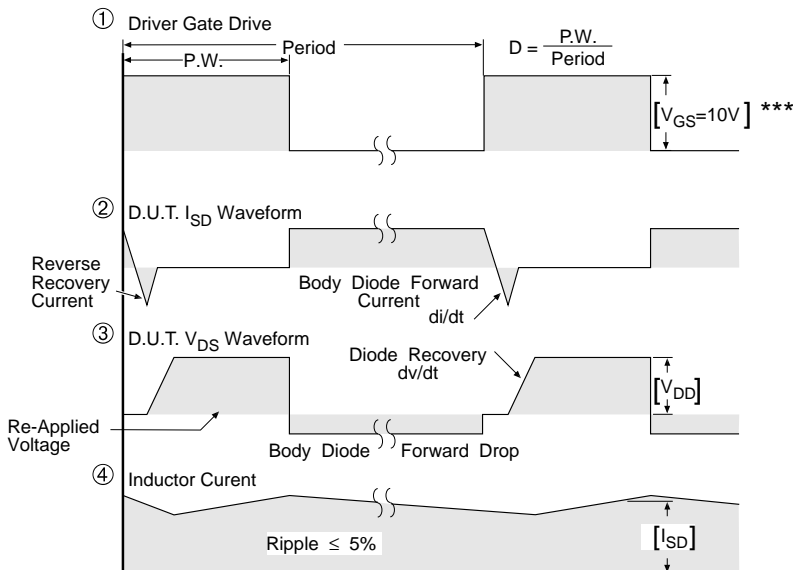 ① Driver Gate Drive
Period
P.W.
D = P.W. / Period
[VGS=10V] ***
② D.U.T. ISD Waveform
Reverse
Recovery
Current
Body Diode Forward
Current
di/dt
③ D.U.T. VDS Waveform
Diode Recovery
dv/dt
[VDD]
Re-Applied
Voltage
Body Diode Forward Drop
④ Inductor Curent
Ripple ≤ 5%
[ISD]